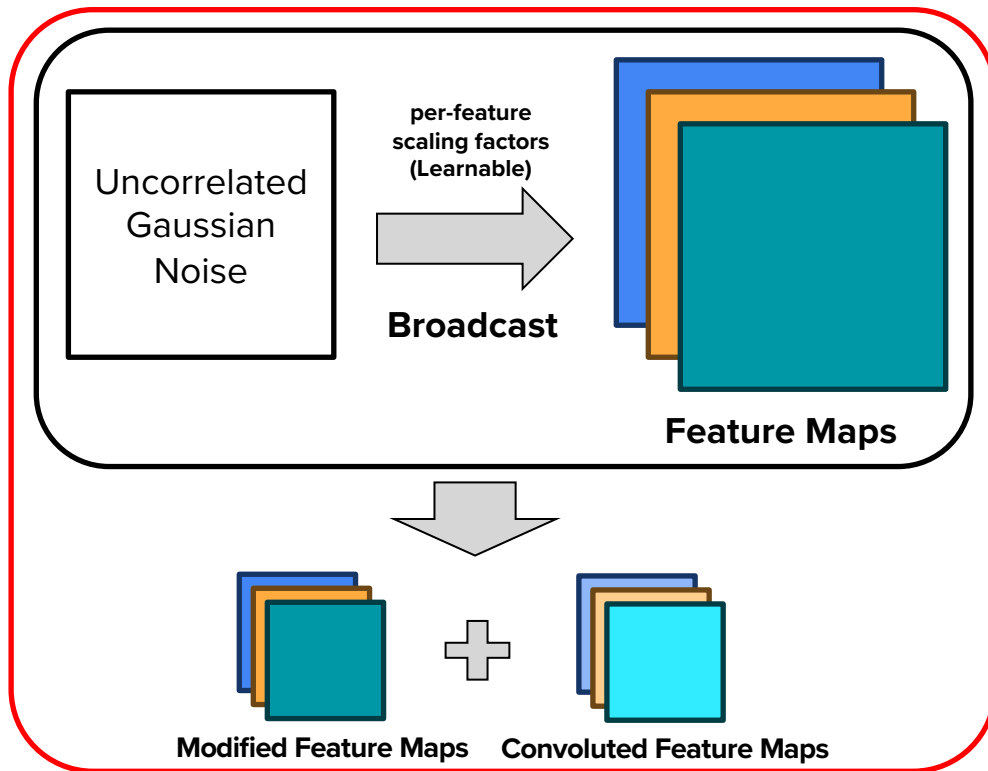 Uncorrelated
Gaussian
Noise
per-feature
scaling factors
(Learnable)
Broadcast
Feature Maps
Modified Feature Maps
Convoluted Feature Maps